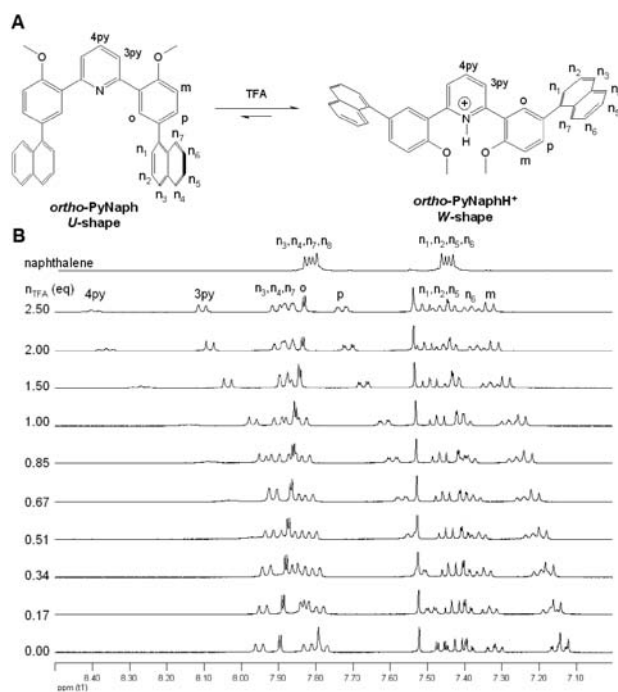 A
4py
3py
O
O
N
m
o
p
n₇
n₁
n₆
n₂
n₅
n₃ n₄
ortho-PyNaph
U-shape
TFA
4py
3py
n₂
n₃
n₁
n₄
n₅
n₇
n₆
o
p
m
+
N
H
O
O
ortho-PyNaphH⁺
W-shape
B
n₃,n₄,n₇,n₈
n₁,n₂,n₅,n₆
naphthalene
n_TFA (eq)
4py 3py n₃,n₄,n₇ o p n₁,n₂,n₅ n₆ m
2.50
2.00
1.50
1.00
0.85
0.67
0.51
0.34
0.17
0.00
8.40 8.30 8.20 8.10 8.00 7.90 7.80 7.70 7.60 7.50 7.40 7.30 7.20 7.10
ppm (t1)